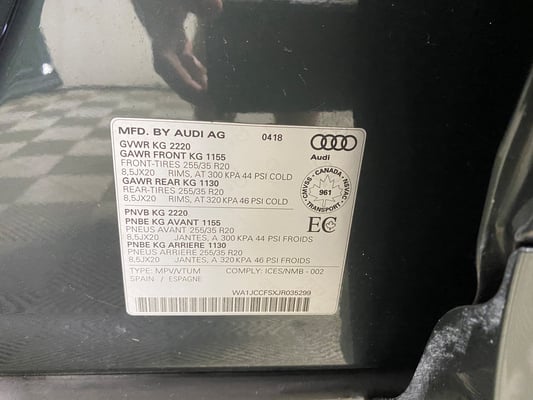 MFD. BY AUDI AG 0418
GVWR KG 2220
GAWR FRONT KG 1155
FRONT-TIRES 255/35 R20
8,5JX20 RIMS, AT 300 KPA 44 PSI COLD
GAWR REAR KG 1130
REAR-TIRES 255/35 R20
8,5JX20 RIMS, AT 320 KPA 46 PSI COLD
Audi
CMVSS • CANADA • NSVAC
961
TRANSPORT
PNVB KG 2220
PNBE KG AVANT 1155
PNEUS AVANT 255/35 R20
8,5JX20 JANTES, A 300 KPA 44 PSI FROIDS
PNBE KG ARRIERE 1130
PNEUS ARRIERE 255/35 R20
8,5JX20 JANTES, A 320 KPA 46 PSI FROIDS
EC
TYPE: MPV/VTUM COMPLY: ICES/NMB - 002
SPAIN / ESPAGNE
WA1JCCFSXJR035299